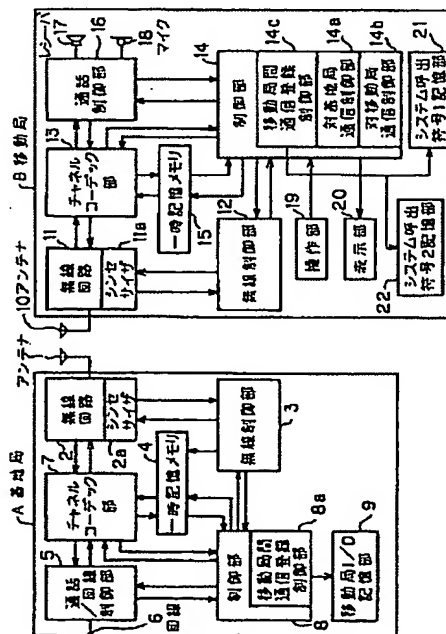 A基地局
5
通話/回線制御部
6
回線
7
チャネルコーデック部
2
無線回路
シンセサイザ
2a
アンテナ
4
一時記憶メモリ
3
無線制御部
8
制御部
移動局間通信登録制御部
8a
9
移動局I/D記憶部
B移動局
10アンテナ
11
無線回路
シンセサイザ
11a
13
チャネルコーデック部
16
通話制御部
レシーバ
17
18
マイク
15
一時記憶メモリ
12
無線制御部
14
制御部
移動局間通信登録制御部
14c
対基地局通信制御部
14a
対移動局通信制御部
14b
19
操作部
20
表示部
21
システム呼出符号1記憶部
22
システム呼出符号2記憶部